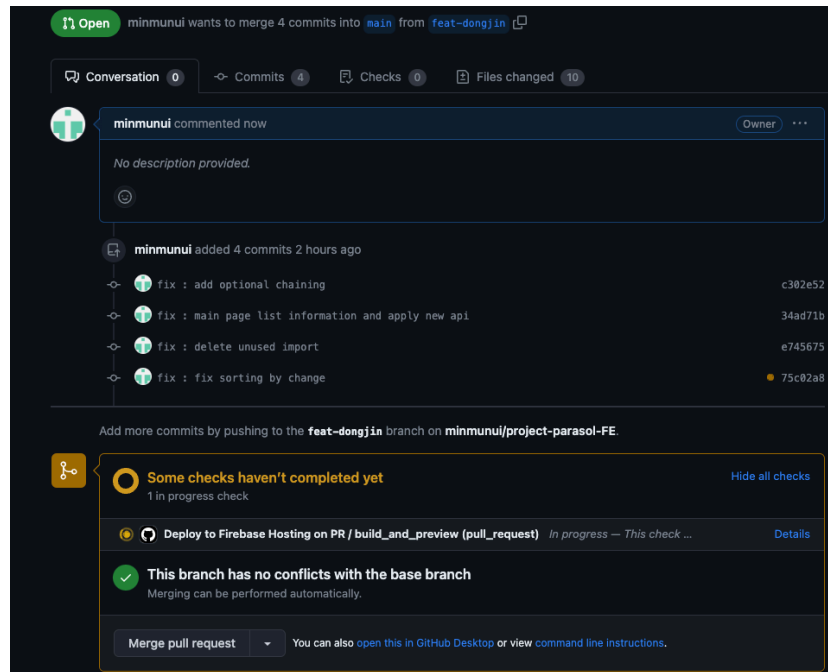 Open minmunui wants to merge 4 commits into main from feat-dongjin
Conversation 0 Commits 4 Checks 0 Files changed 10
minmunui commented now Owner
No description provided.
minmunui added 4 commits 2 hours ago
fix : add optional chaining c302e52
fix : main page list information and apply new api 34ad71b
fix : delete unused import e745675
fix : fix sorting by change 75c02a8
Add more commits by pushing to the feat-dongjin branch on minmunui/project-parasol-FE.
Some checks haven't completed yet Hide all checks
1 in progress check
Deploy to Firebase Hosting on PR / build_and_preview (pull_request) In progress — This check ... Details
This branch has no conflicts with the base branch
Merging can be performed automatically.
Merge pull request You can also open this in GitHub Desktop or view command line instructions.